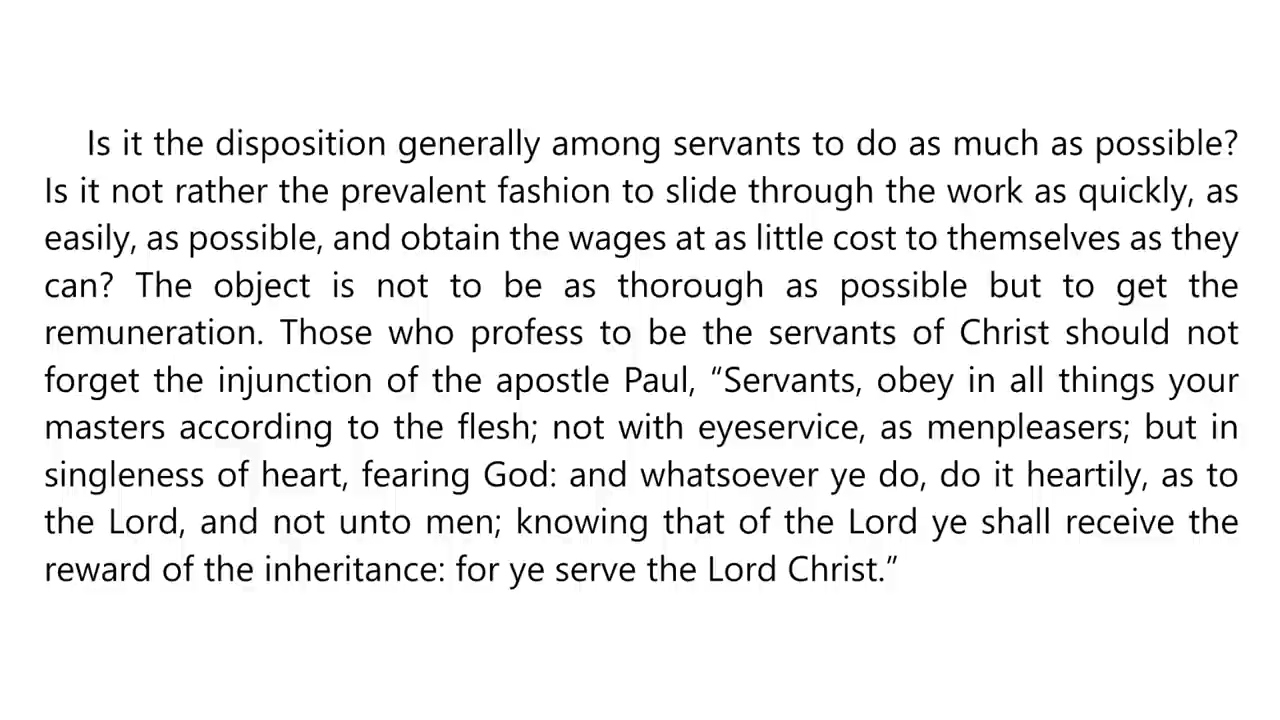 Is it the disposition generally among servants to do as much as possible?
Is it not rather the prevalent fashion to slide through the work as quickly, as
easily, as possible, and obtain the wages at as little cost to themselves as they
can? The object is not to be as thorough as possible but to get the
remuneration. Those who profess to be the servants of Christ should not
forget the injunction of the apostle Paul, “Servants, obey in all things your
masters according to the flesh; not with eyeservice, as menpleasers; but in
singleness of heart, fearing God: and whatsoever ye do, do it heartily, as to
the Lord, and not unto men; knowing that of the Lord ye shall receive the
reward of the inheritance: for ye serve the Lord Christ.”